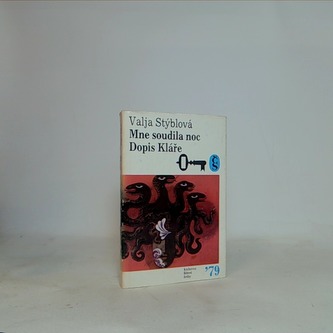 Valja Stýblová
Mne soudila noc
Dopis Kláře
'79